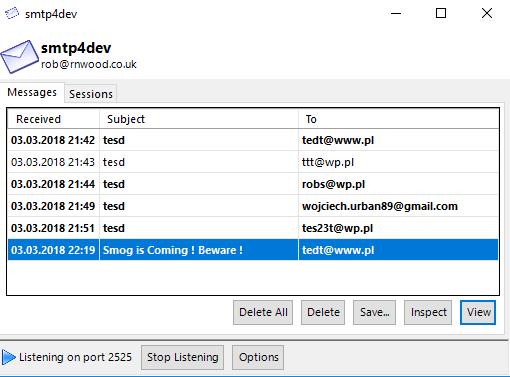 smtp4dev
smtp4dev
rob@rnwood.co.uk
Messages Sessions
Received Subject To
03.03.2018 21:42 tesd tedt@www.pl
03.03.2018 21:43 tesd ttt@wp.pl
03.03.2018 21:44 tesd robs@wp.pl
03.03.2018 21:49 tesd wojciech.urban89@gmail.com
03.03.2018 21:51 tesd tes23t@wp.pl
03.03.2018 22:19 Smog is Coming ! Beware ! tedt@www.pl
Delete All Delete Save... Inspect View
Listening on port 2525 Stop Listening Options